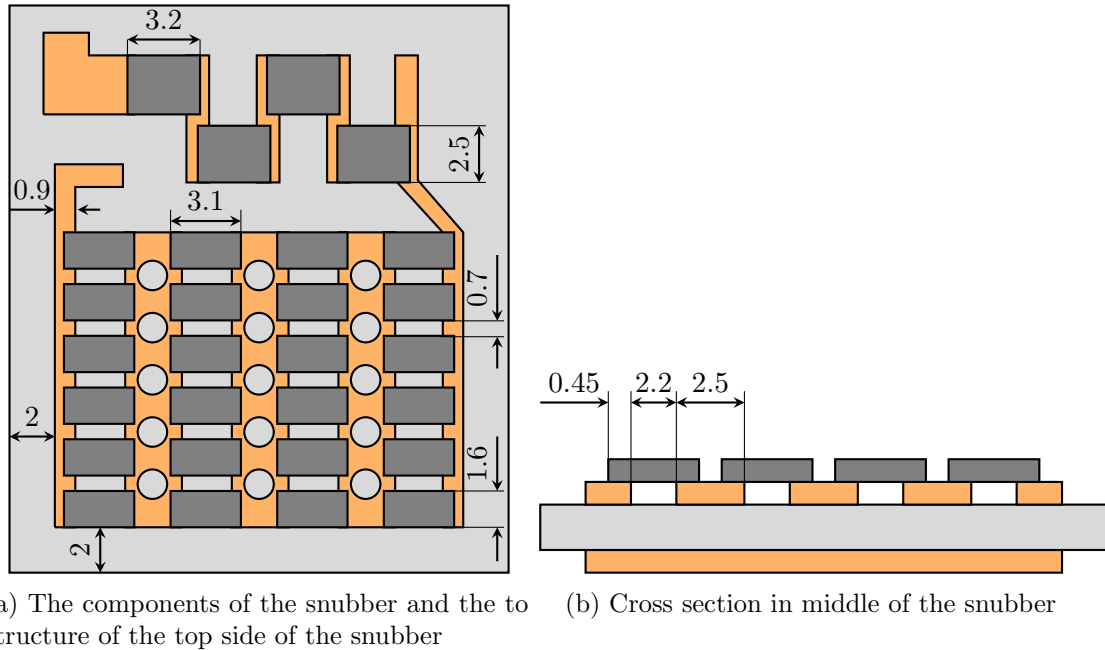 3.2
2.5
0.9
3.1
0.7
2
1.6
2
0.45 2.2 2.5
a) The components of the snubber and the to
tructure of the top side of the snubber
(b) Cross section in middle of the snubber